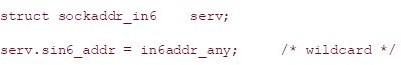 struct sockaddr_in6    serv;
serv.sin6_addr = in6addr_any;     /* wildcard */